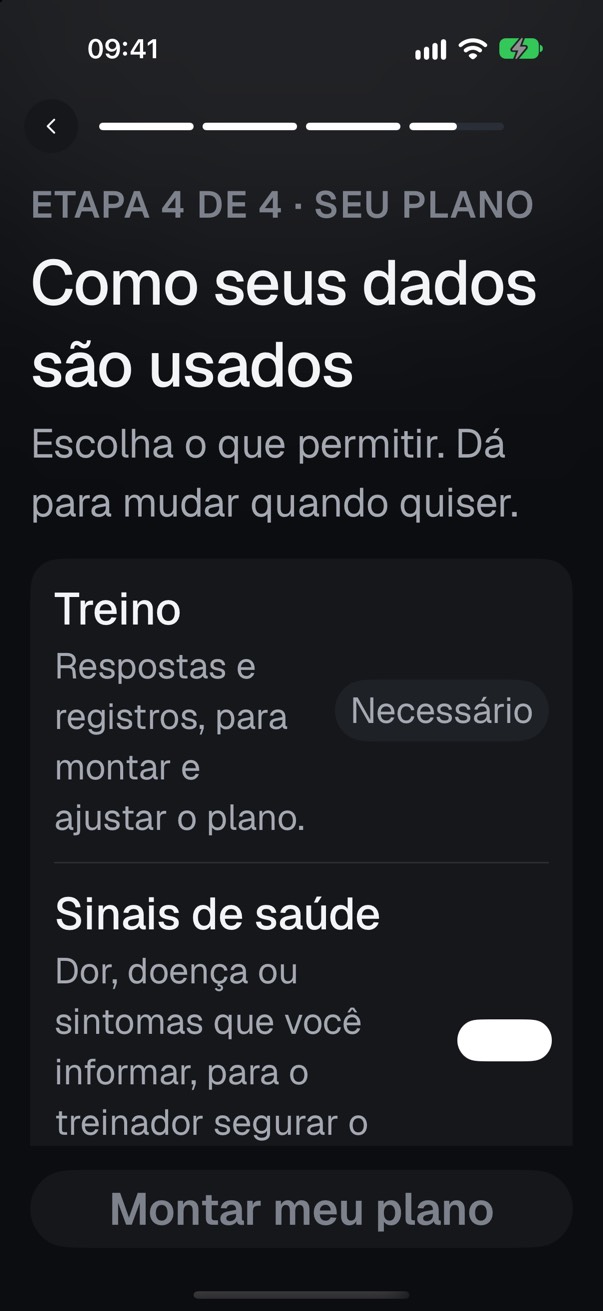 09:41
ETAPA 4 DE 4 · SEU PLANO
Como seus dados
são usados
Escolha o que permitir. Dá
para mudar quando quiser.
Treino
Respostas e
registros, para
montar e
ajustar o plano.
Necessário
Sinais de saúde
Dor, doença ou
sintomas que você
informar, para o
treinador segurar o
Montar meu plano